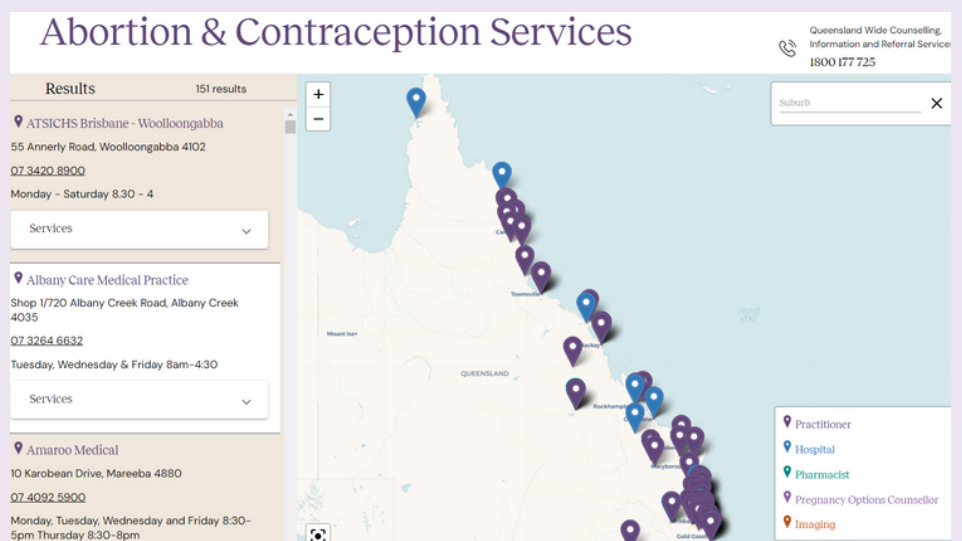 Abortion & Contraception Services
Queensland Wide Counselling,
Information and Referral Service
1800 177 725
Results
151 results
ATSICHS Brisbane - Woolloongabba
55 Annerly Road, Woolloongabba 4102
07 3420 8900
Monday - Saturday 8.30 - 4
Services
Albany Care Medical Practice
Shop 1/720 Albany Creek Road, Albany Creek
4035
07 3264 6632
Tuesday, Wednesday & Friday 8am-4:30
Services
Amaroo Medical
10 Karobean Drive, Mareeba 4880
07 4092 5900
Monday, Tuesday, Wednesday and Friday 8:30-
5pm Thursday 8:30-8pm
+
−
Suburb
Townsville
Mount Isa
QUEENSLAND
Gold Coast
Practitioner
Hospital
Pharmacist
Pregnancy Options Counsellor
Imaging